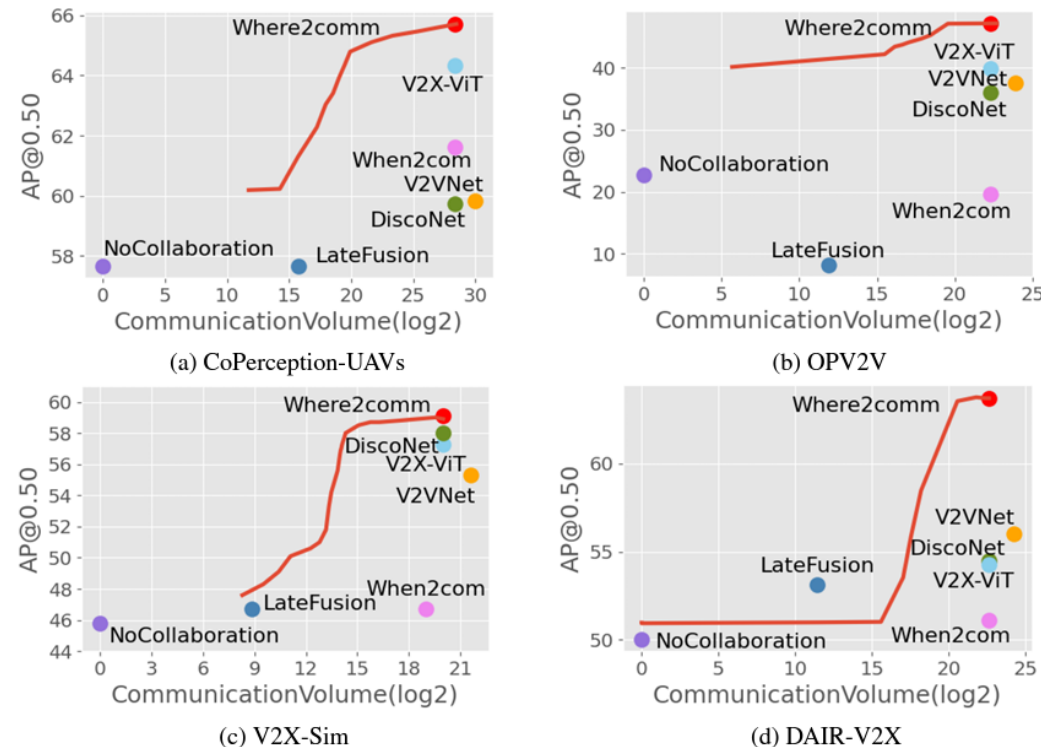 66
64
62
60
58
AP@0.50
Where2comm
V2X-ViT
When2com
V2VNet
DiscoNet
NoCollaboration
LateFusion
0 5 10 15 20 25 30
CommunicationVolume(log2)
(a) CoPerception-UAVs
40
30
20
10
AP@0.50
Where2comm
V2X-ViT
V2VNet
DiscoNet
NoCollaboration
When2com
LateFusion
0 5 10 15 20 25
CommunicationVolume(log2)
(b) OPV2V
60
58
56
54
52
50
48
46
44
AP@0.50
Where2comm
DiscoNet
V2X-ViT
V2VNet
When2com
LateFusion
NoCollaboration
0 3 6 9 12 15 18 21
CommunicationVolume(log2)
(c) V2X-Sim
60
55
50
AP@0.50
Where2comm
V2VNet
DiscoNet
LateFusion
V2X-ViT
When2com
NoCollaboration
0 5 10 15 20 25
CommunicationVolume(log2)
(d) DAIR-V2X